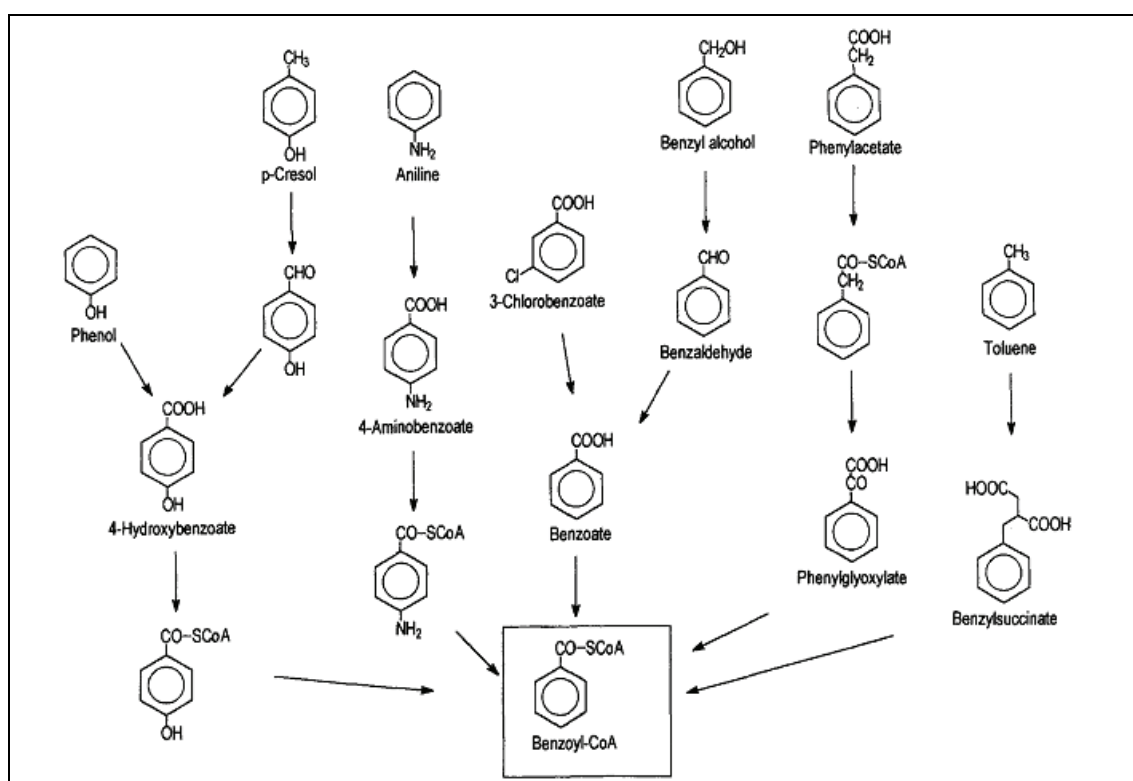 CH₃
OH
p-Cresol
NH₂
Aniline
CH₂OH
Benzyl alcohol
COOH
CH₂
Phenylacetate
OH
Phenol
CHO
OH
COOH
NH₂
4-Aminobenzoate
COOH
Cl
3-Chlorobenzoate
CHO
Benzaldehyde
CO-SCoA
CH₂
CH₃
Toluene
COOH
OH
4-Hydroxybenzoate
CO-SCoA
NH₂
COOH
Benzoate
COOH
CO
Phenylglyoxylate
HOOC
COOH
Benzylsuccinate
CO-SCoA
OH
CO-SCoA
Benzoyl-CoA